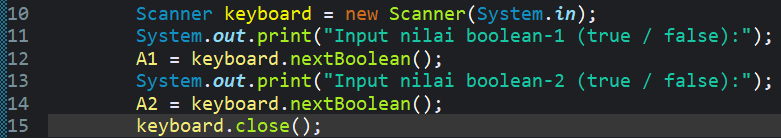 10 Scanner keyboard = new Scanner(System.in);
11 System.out.print("Input nilai boolean-1 (true / false):");
12 A1 = keyboard.nextBoolean();
13 System.out.print("Input nilai boolean-2 (true / false):");
14 A2 = keyboard.nextBoolean();
15 keyboard.close();